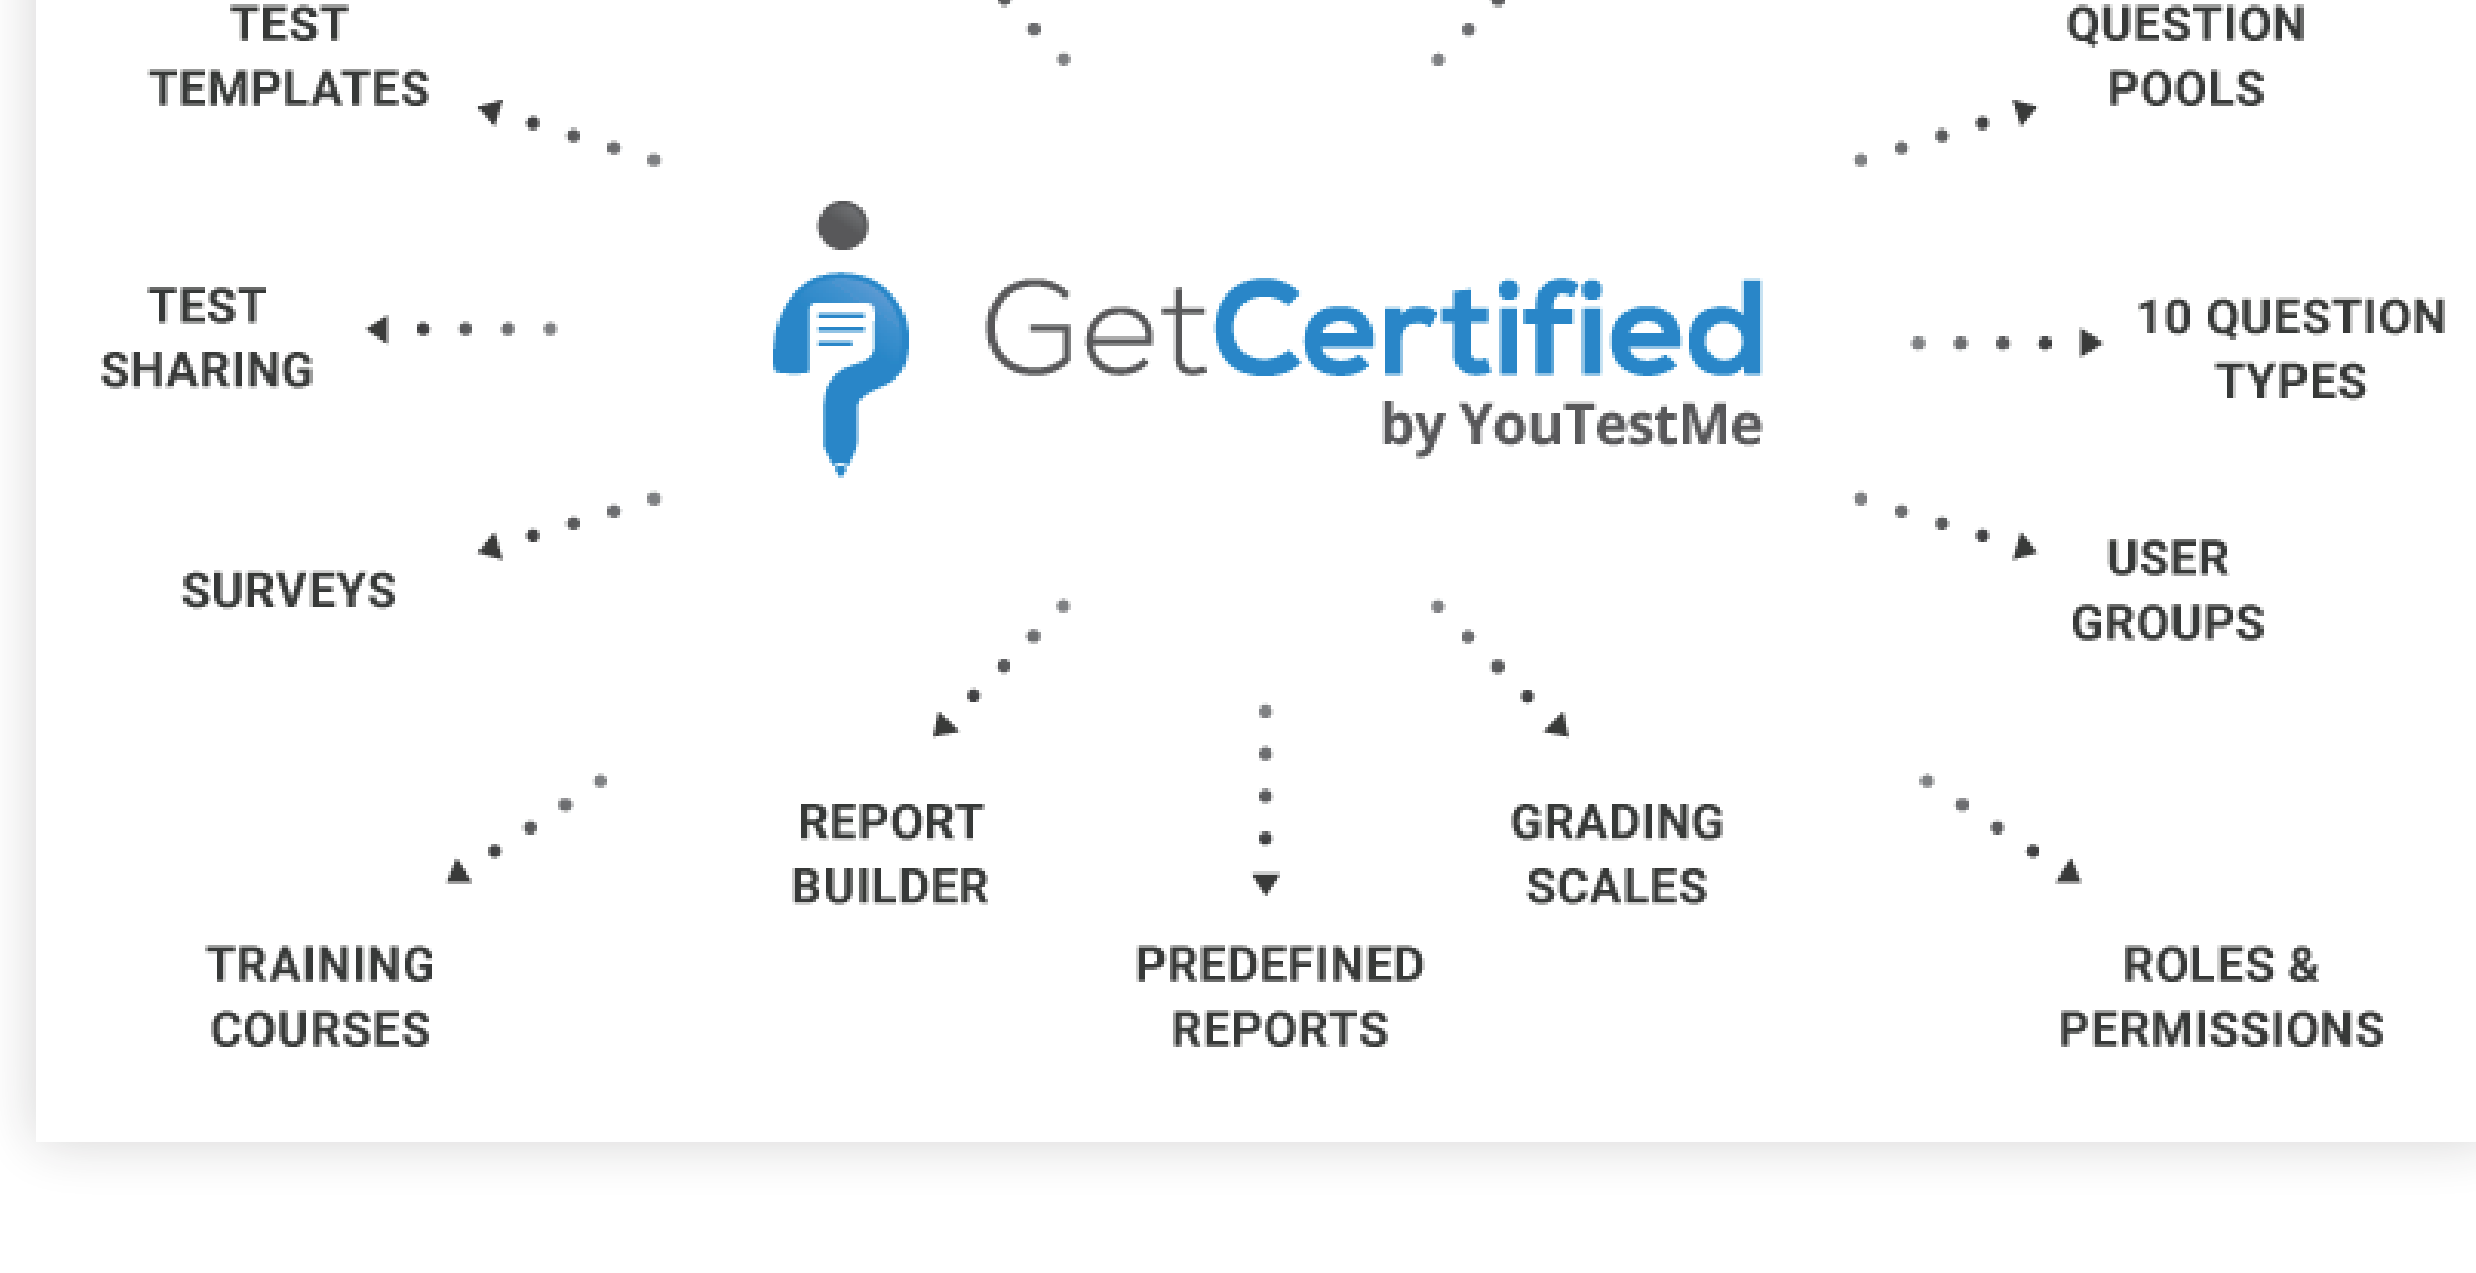 TEST
TEMPLATES
QUESTION
POOLS
TEST
SHARING
GetCertified
by YouTestMe
10 QUESTION
TYPES
SURVEYS
USER
GROUPS
REPORT
BUILDER
GRADING
SCALES
TRAINING
COURSES
PREDEFINED
REPORTS
ROLES &
PERMISSIONS